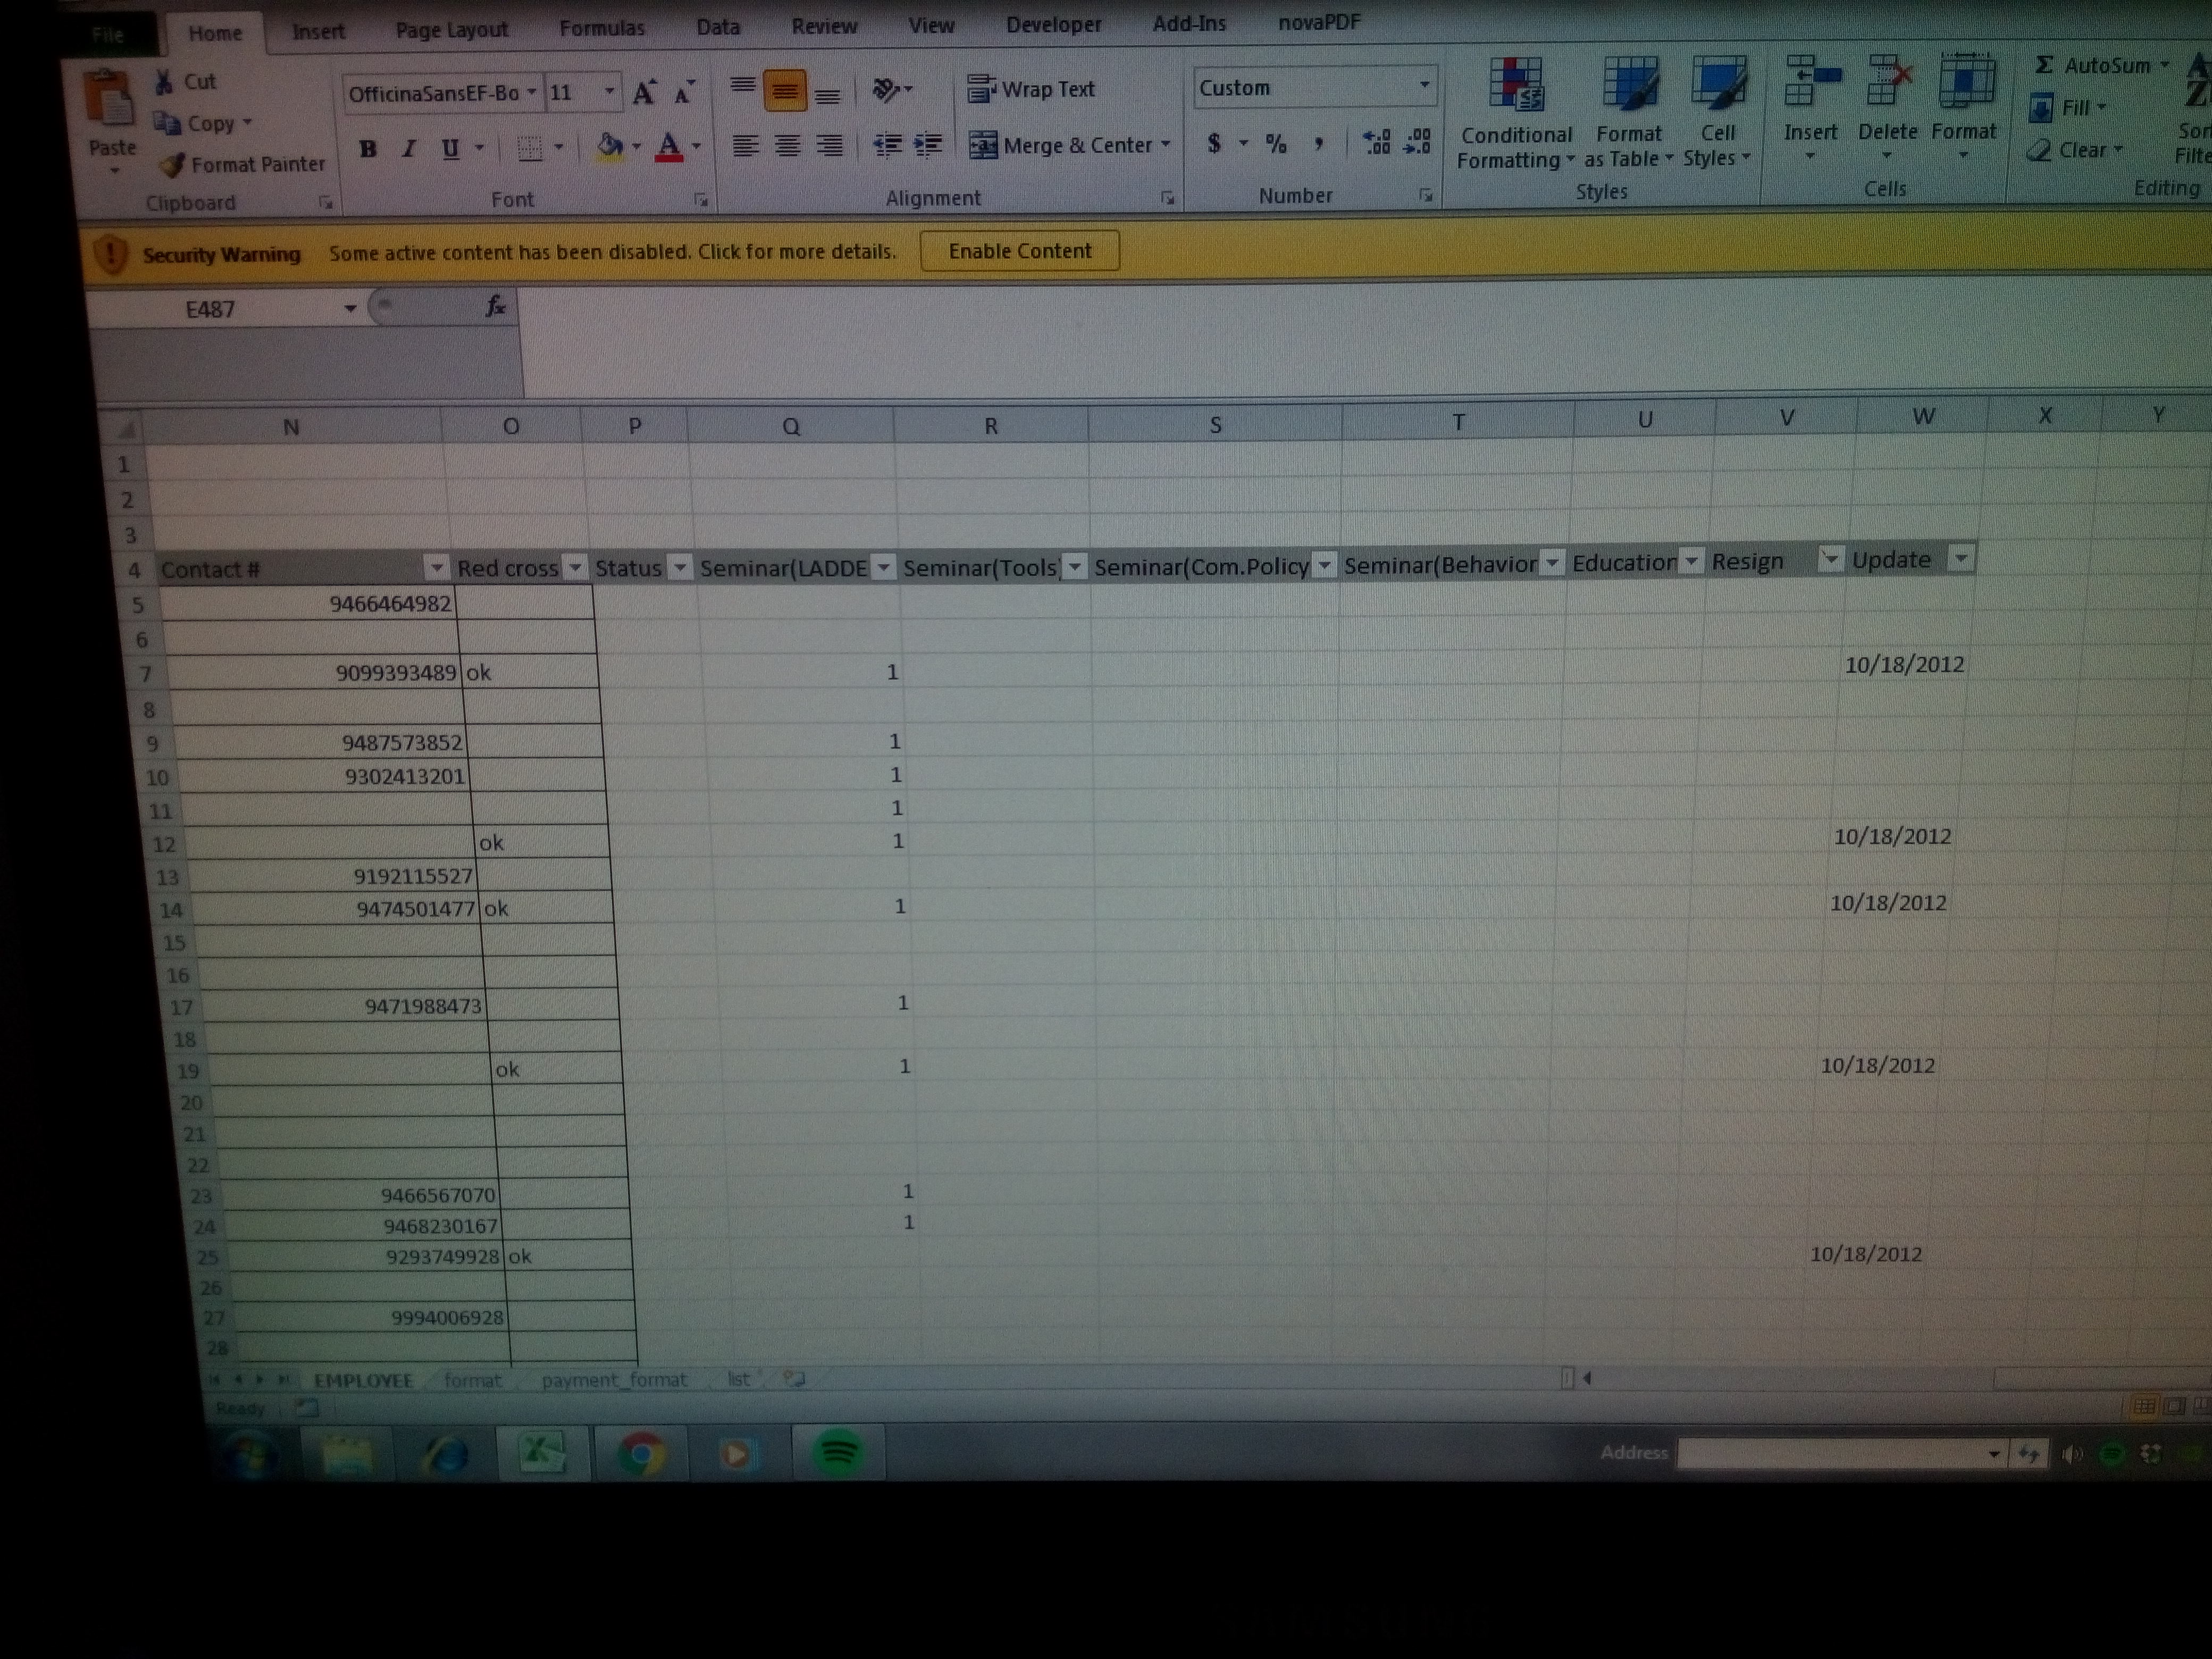 File Home Insert Page Layout Formulas Data Review View Developer Add-Ins novaPDF
Cut
Copy
Format Painter
Paste
Clipboard
OfficinaSansEF-Bo 11
B I U
Font
Wrap Text
Merge & Center
Alignment
Custom
$ % ,
Number
Conditional Formatting
Format as Table
Cell Styles
Styles
Insert Delete Format
Cells
Σ AutoSum
Fill
Clear
Editing
Security Warning Some active content has been disabled. Click for more details. Enable Content
E487 fx
N O P Q R S T U V W X Y
1
2
3
4 Contact # Red cross Status Seminar(LADDE Seminar(Tools) Seminar(Com.Policy Seminar(Behavior Education Resign Update
5 9466464982
6
7 9099393489 ok 1 10/18/2012
8
9 9487573852 1
10 9302413201 1
11 1
12 ok 1 10/18/2012
13 9192115527
14 9474501477 ok 1 10/18/2012
15
16
17 9471988473 1
18
19 ok 1 10/18/2012
20
21
22
23 9466567070 1
24 9468230167 1
25 9293749928 ok 10/18/2012
26
27 9994006928
28
EMPLOYEE format payment_format list
Ready
Address